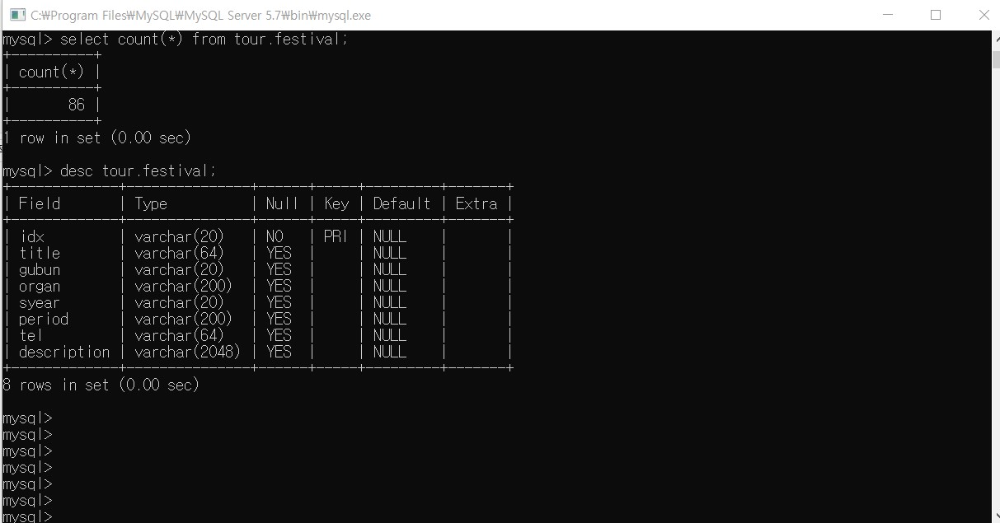 C:₩Program Files₩MySQL₩MySQL Server 5.7₩bin₩mysql.exe
mysql> select count(*) from tour.festival;
+----------+
| count(*) |
+----------+
|       86 |
+----------+
1 row in set (0.00 sec)
mysql> desc tour.festival;
+-------------+---------------+------+-----+---------+-------+
| Field       | Type          | Null | Key | Default | Extra |
+-------------+---------------+------+-----+---------+-------+
| idx         | varchar(20)   | NO   | PRI | NULL    |       |
| title       | varchar(64)   | YES  |     | NULL    |       |
| gubun       | varchar(20)   | YES  |     | NULL    |       |
| organ       | varchar(200)  | YES  |     | NULL    |       |
| syear       | varchar(20)   | YES  |     | NULL    |       |
| period      | varchar(200)  | YES  |     | NULL    |       |
| tel         | varchar(64)   | YES  |     | NULL    |       |
| description | varchar(2048) | YES  |     | NULL    |       |
+-------------+---------------+------+-----+---------+-------+
8 rows in set (0.00 sec)
mysql>
mysql>
mysql>
mysql>
mysql>
mysql>
mysql>